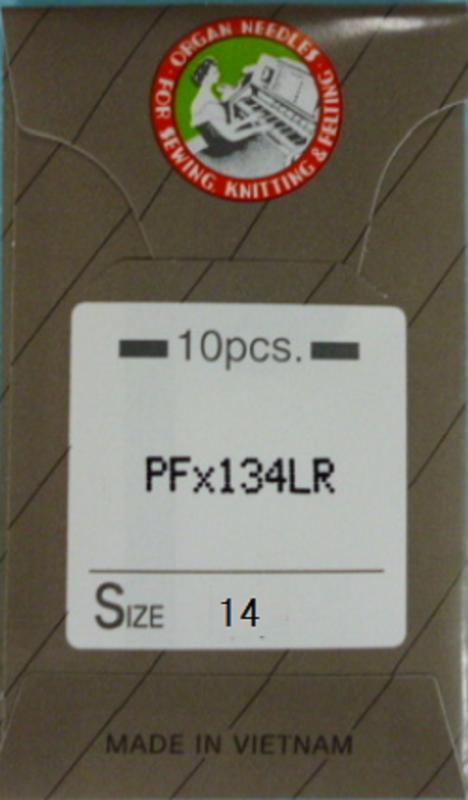 ORGAN NEEDLES
FOR SEWING, KNITTING & FELTING
10pcs.
PFx134LR
SIZE 14
MADE IN VIETNAM